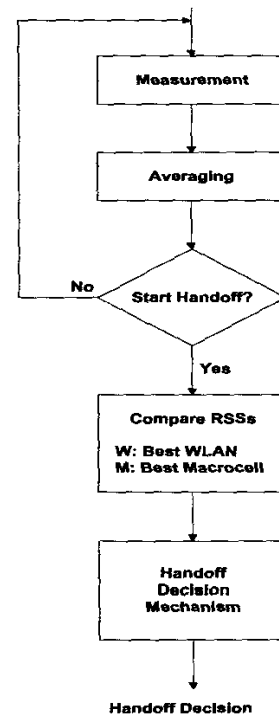 Measurement
Averaging
Start Handoff?
No
Yes
Compare RSSs
W: Best WLAN
M: Best Macrocell
Handoff
Decision
Mechanism
Handoff Decision